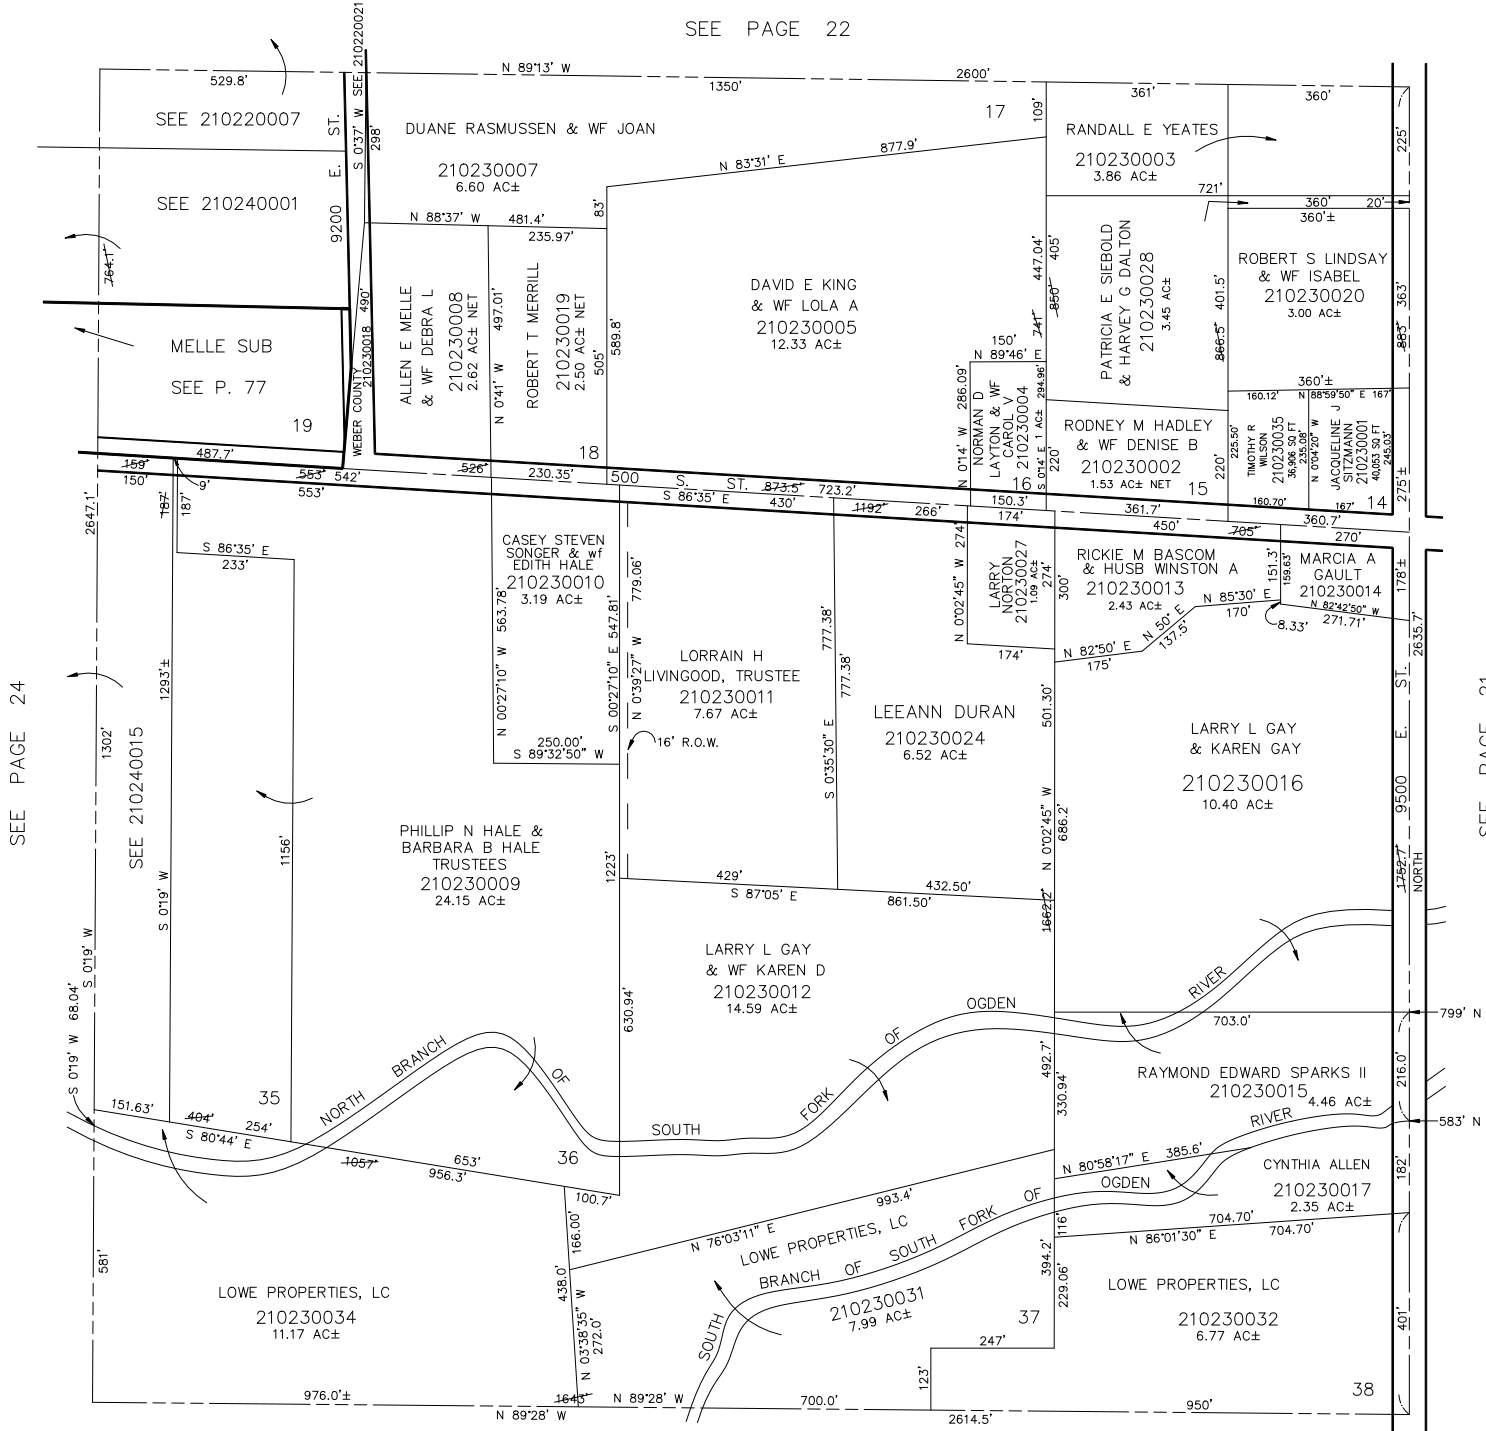 SEE PAGE 22
N 89°13' W
2600'
529.8'
1350'
361'
360'
SEE 210220007
9200 E. ST.
S 0°37' W SEE 210220021
298'
DUANE RASMUSSEN & WF JOAN
210230007
6.60 AC±
N 83°31' E
877.9'
17
109'
RANDALL E YEATES
210230003
3.86 AC±
721'
225'
SEE 210240001
764.1'
N 88°37' W
481.4'
235.97'
83'
360'
20'
360'±
ALLEN E MELLE
& WF DEBRA L
210230008
2.62 AC± NET
N 0°41' W 497.01'
ROBERT T MERRILL
210230019
2.50 AC± NET
505'
589.8'
DAVID E KING
& WF LOLA A
210230005
12.33 AC±
447.04'
405'
741'
850'
PATRICIA E SIEBOLD
& HARVEY G DALTON
210230028
3.45 AC±
401.5'
866.5'
ROBERT S LINDSAY
& WF ISABEL
210230020
3.00 AC±
363'
883'
MELLE SUB
SEE P. 77
19
WEBER COUNTY
210230018 490'
150'
N 89°46' E
N 0°14' W 286.09'
NORMAN D
LAYTON & WF
CAROL V
210230004
1 AC±
S 0°14' E
294.96'
16
RODNEY M HADLEY
& WF DENISE B
210230002
1.53 AC± NET
220'
220'
15
360'±
160.12'
N 88°59'50" E 167'
225.50'
TIMOTHY R
WILSON
210230035
36,906 SQ FT
235.08'
N 0°04'20" W
JACQUELINE J
SITZMANN
210230001
40,053 SQ FT
245.03'
275'±
160.70'
167'
14
487.7'
159'
150'
9'
553'
542'
553'
526'
230.35'
18
500 S. ST.
873.5'
723.2'
S 86°35' E
430'
1192'
266'
150.3'
174'
361.7'
450'
705'
360.7'
270'
2647.1'
187'
187'
S 86°35' E
233'
CASEY STEVEN
SONGER & wf
EDITH HALE
210230010
3.19 AC±
N 00°27'10" W 563.78'
S 00°27'10" E 547.81'
250.00'
S 89°32'50" W
779.06'
N 0°39'27" W
16' R.O.W.
LORRAIN H
LIVINGOOD, TRUSTEE
210230011
7.67 AC±
777.38'
777.38'
S 0°35'30" E
LEEANN DURAN
210230024
6.52 AC±
N 0°02'45" W 274'
LARRY
NORTON
210230027
1.09 AC±
274'
300'
174'
RICKIE M BASCOM
& HUSB WINSTON A
210230013
2.43 AC±
151.3'
159.63'
MARCIA A
GAULT
210230014
178'±
N 82°50' E
175'
N 50° E
137.5'
N 85°30' E
170'
8.33'
N 82°42'50" W
271.71'
2635.7'
SEE PAGE 24
SEE PAGE 21
1302'
1293'±
SEE 210240015
S 0°19' W
1156'
PHILLIP N HALE &
BARBARA B HALE
TRUSTEES
210230009
24.15 AC±
1223'
429'
S 87°05' E
432.50'
861.50'
501.30'
N 0°02'45" W
686.2'
1662.2'
LARRY L GAY
& KAREN GAY
210230016
10.40 AC±
9500 E. ST.
1752.7'
NORTH
S 0°19' W
S 0°19' W 68.04'
LARRY L GAY
& WF KAREN D
210230012
14.59 AC±
630.94'
NORTH BRANCH OF SOUTH FORK OF OGDEN RIVER
703.0'
799' N
492.7'
330.94'
RAYMOND EDWARD SPARKS II
210230015
4.46 AC±
216.0'
583' N
151.63'
404'
S 80°44' E
254'
35
1057'
653'
956.3'
36
100.7'
N 80°58'17" E 385.6'
CYNTHIA ALLEN
210230017
2.35 AC±
182'
166.00'
438.0'
N 03°38'35" W
272.0'
N 76°03'11" E
993.4'
LOWE PROPERTIES, LC
SOUTH BRANCH OF SOUTH FORK OF OGDEN RIVER
210230031
7.99 AC±
116'
394.2'
229.06'
704.70'
N 86°01'30" E
704.70'
581'
LOWE PROPERTIES, LC
210230034
11.17 AC±
37
247'
123'
LOWE PROPERTIES, LC
210230032
6.77 AC±
401'
38
976.0'±
1643'
N 89°28' W
N 89°28' W
700.0'
2614.5'
950'